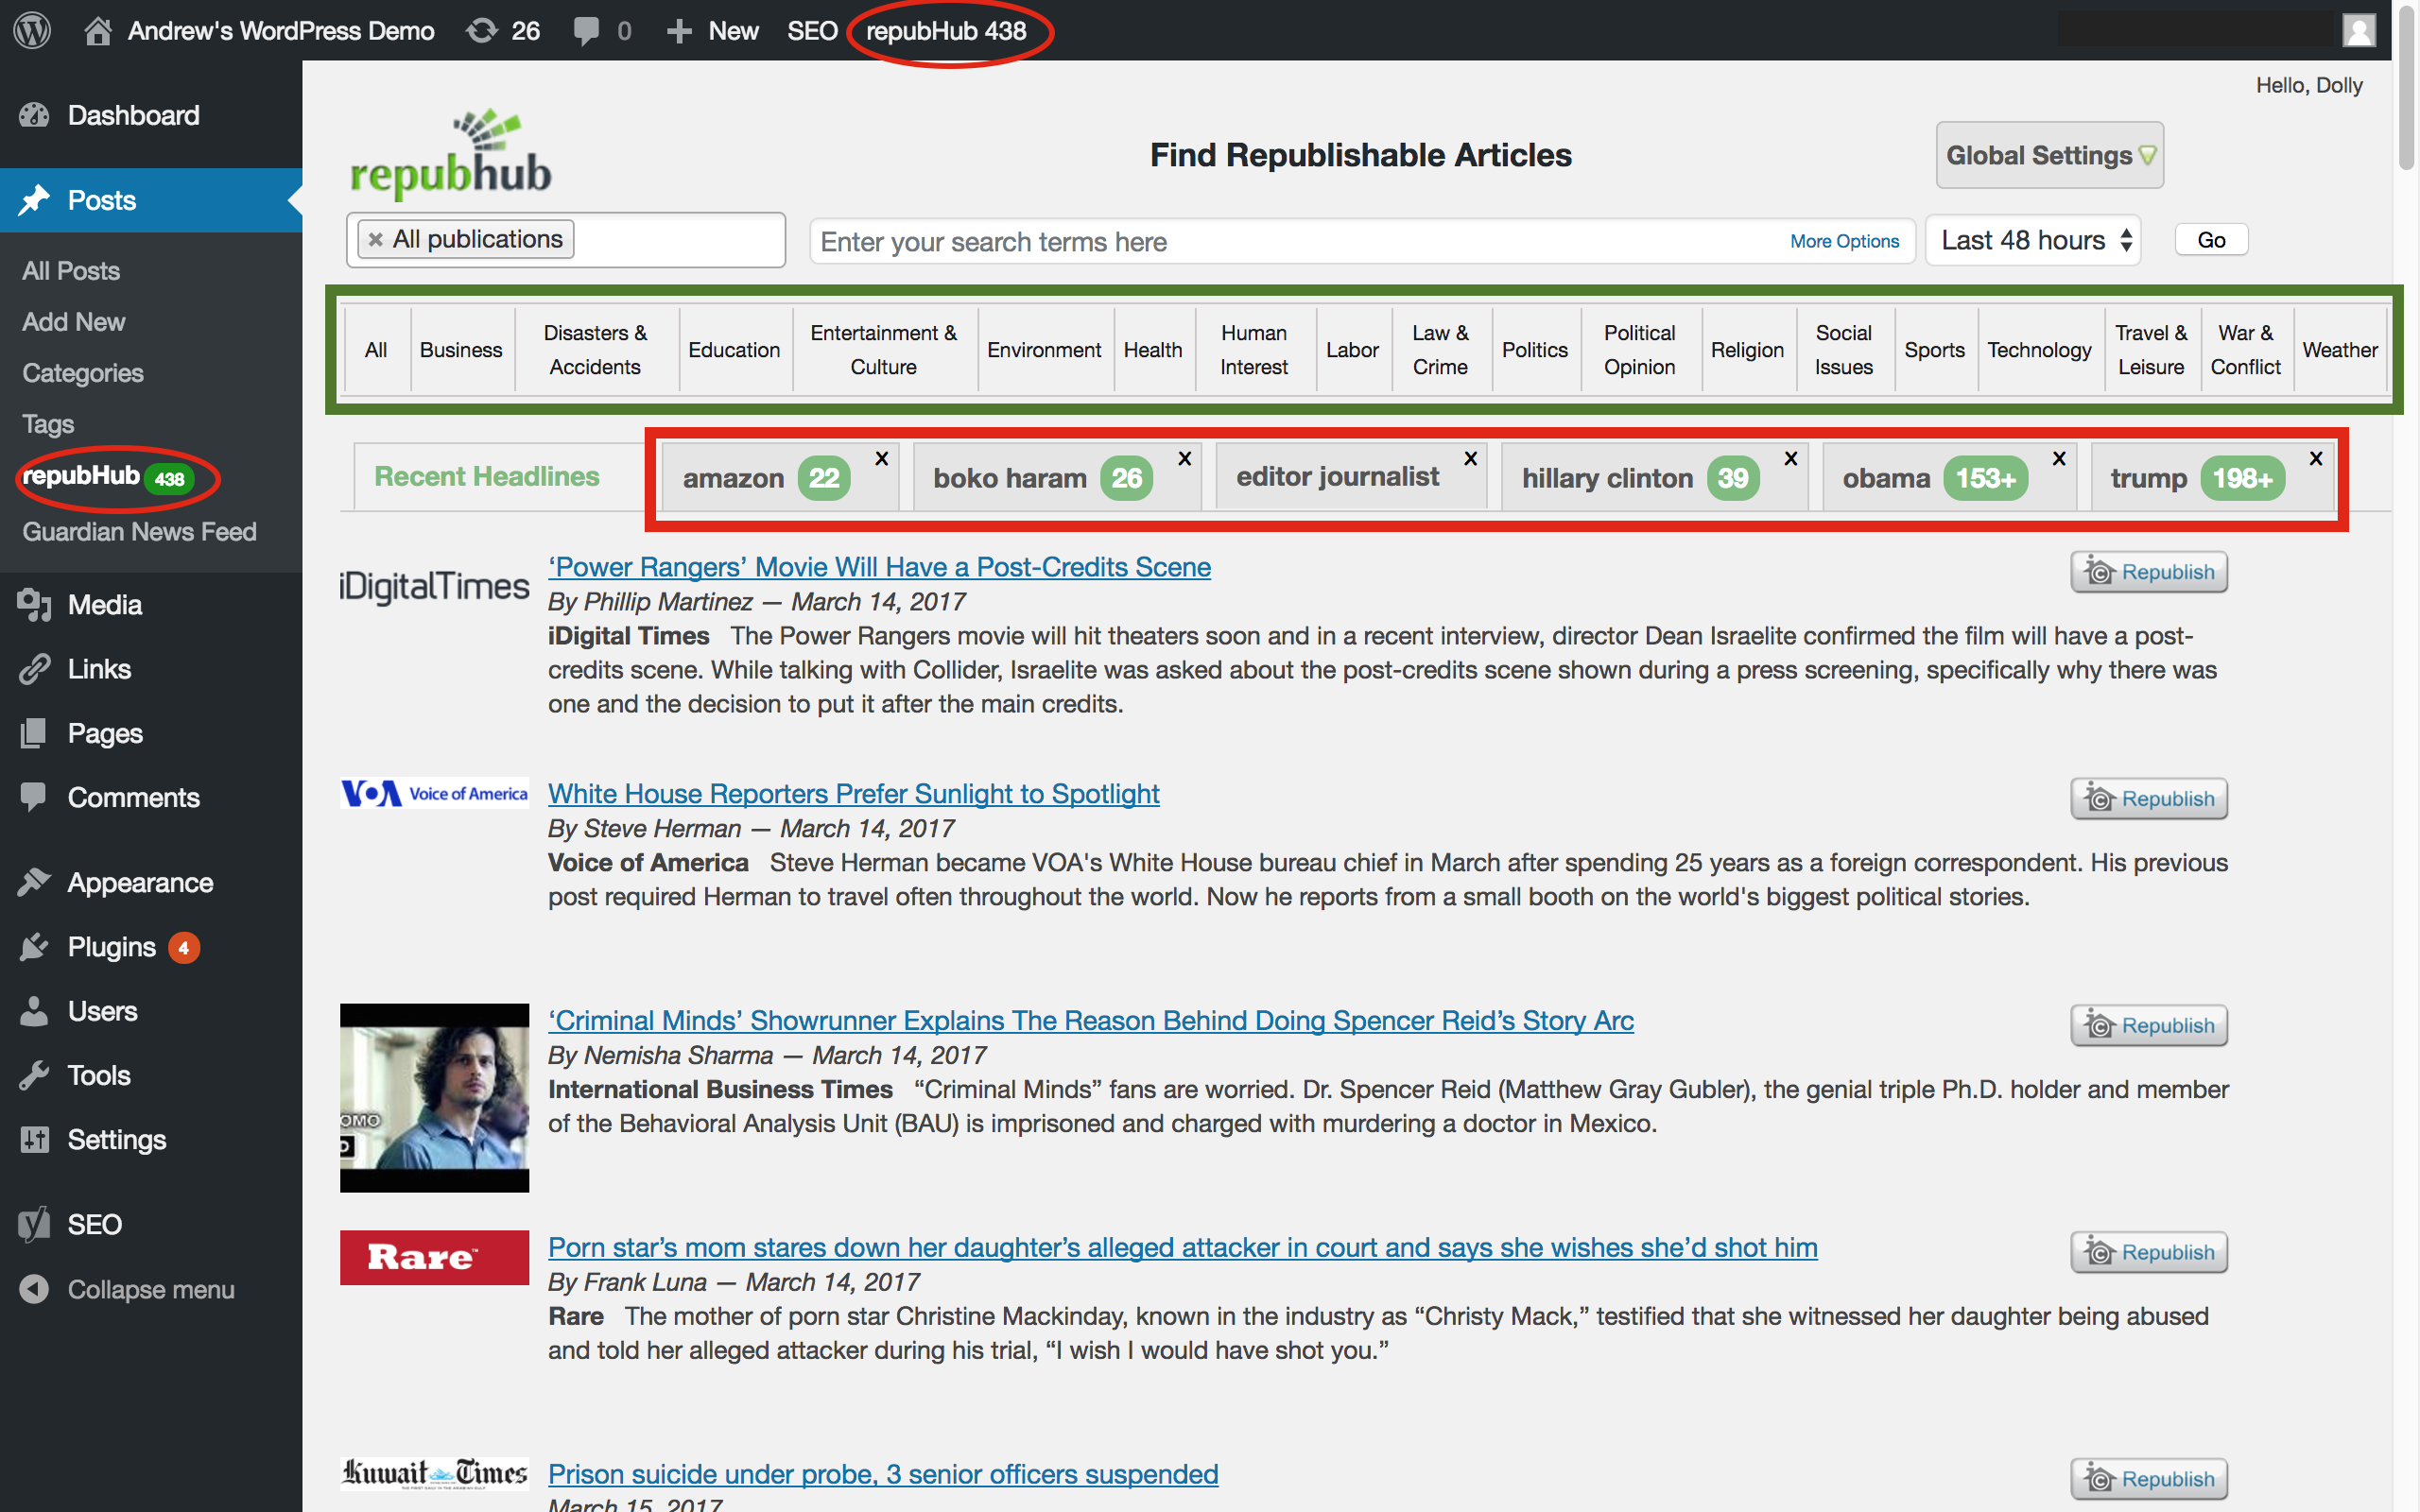 Andrew's WordPress Demo 26 0 New SEO repubHub 438
Hello, Dolly
Dashboard
Posts
All Posts
Add New
Categories
Tags
repubHub 438
Guardian News Feed
Media
Links
Pages
Comments
Appearance
Plugins 4
Users
Tools
Settings
SEO
Collapse menu
repubhub
Find Republishable Articles
Global Settings
× All publications
Enter your search terms here
More Options
Last 48 hours
Go
All
Business
Disasters &
Accidents
Education
Entertainment &
Culture
Environment
Health
Human
Interest
Labor
Law &
Crime
Politics
Political
Opinion
Religion
Social
Issues
Sports
Technology
Travel &
Leisure
War &
Conflict
Weather
Recent Headlines
amazon 22 x
boko haram 26 x
editor journalist x
hillary clinton 39 x
obama 153+ x
trump 198+ x
iDigitalTimes
‘Power Rangers’ Movie Will Have a Post-Credits Scene
Republish
By Phillip Martinez — March 14, 2017
iDigital Times The Power Rangers movie will hit theaters soon and in a recent interview, director Dean Israelite confirmed the film will have a post-
credits scene. While talking with Collider, Israelite was asked about the post-credits scene shown during a press screening, specifically why there was
one and the decision to put it after the main credits.
VOA Voice of America
White House Reporters Prefer Sunlight to Spotlight
Republish
By Steve Herman — March 14, 2017
Voice of America Steve Herman became VOA's White House bureau chief in March after spending 25 years as a foreign correspondent. His previous
post required Herman to travel often throughout the world. Now he reports from a small booth on the world's biggest political stories.
OMO
‘Criminal Minds’ Showrunner Explains The Reason Behind Doing Spencer Reid’s Story Arc
Republish
By Nemisha Sharma — March 14, 2017
International Business Times “Criminal Minds” fans are worried. Dr. Spencer Reid (Matthew Gray Gubler), the genial triple Ph.D. holder and member
of the Behavioral Analysis Unit (BAU) is imprisoned and charged with murdering a doctor in Mexico.
Rare
Porn star’s mom stares down her daughter’s alleged attacker in court and says she wishes she’d shot him
Republish
By Frank Luna — March 14, 2017
Rare The mother of porn star Christine Mackinday, known in the industry as “Christy Mack,” testified that she witnessed her daughter being abused
and told her alleged attacker during his trial, “I wish I would have shot you.”
Kuwait Times
Prison suicide under probe, 3 senior officers suspended
Republish
March 15, 2017